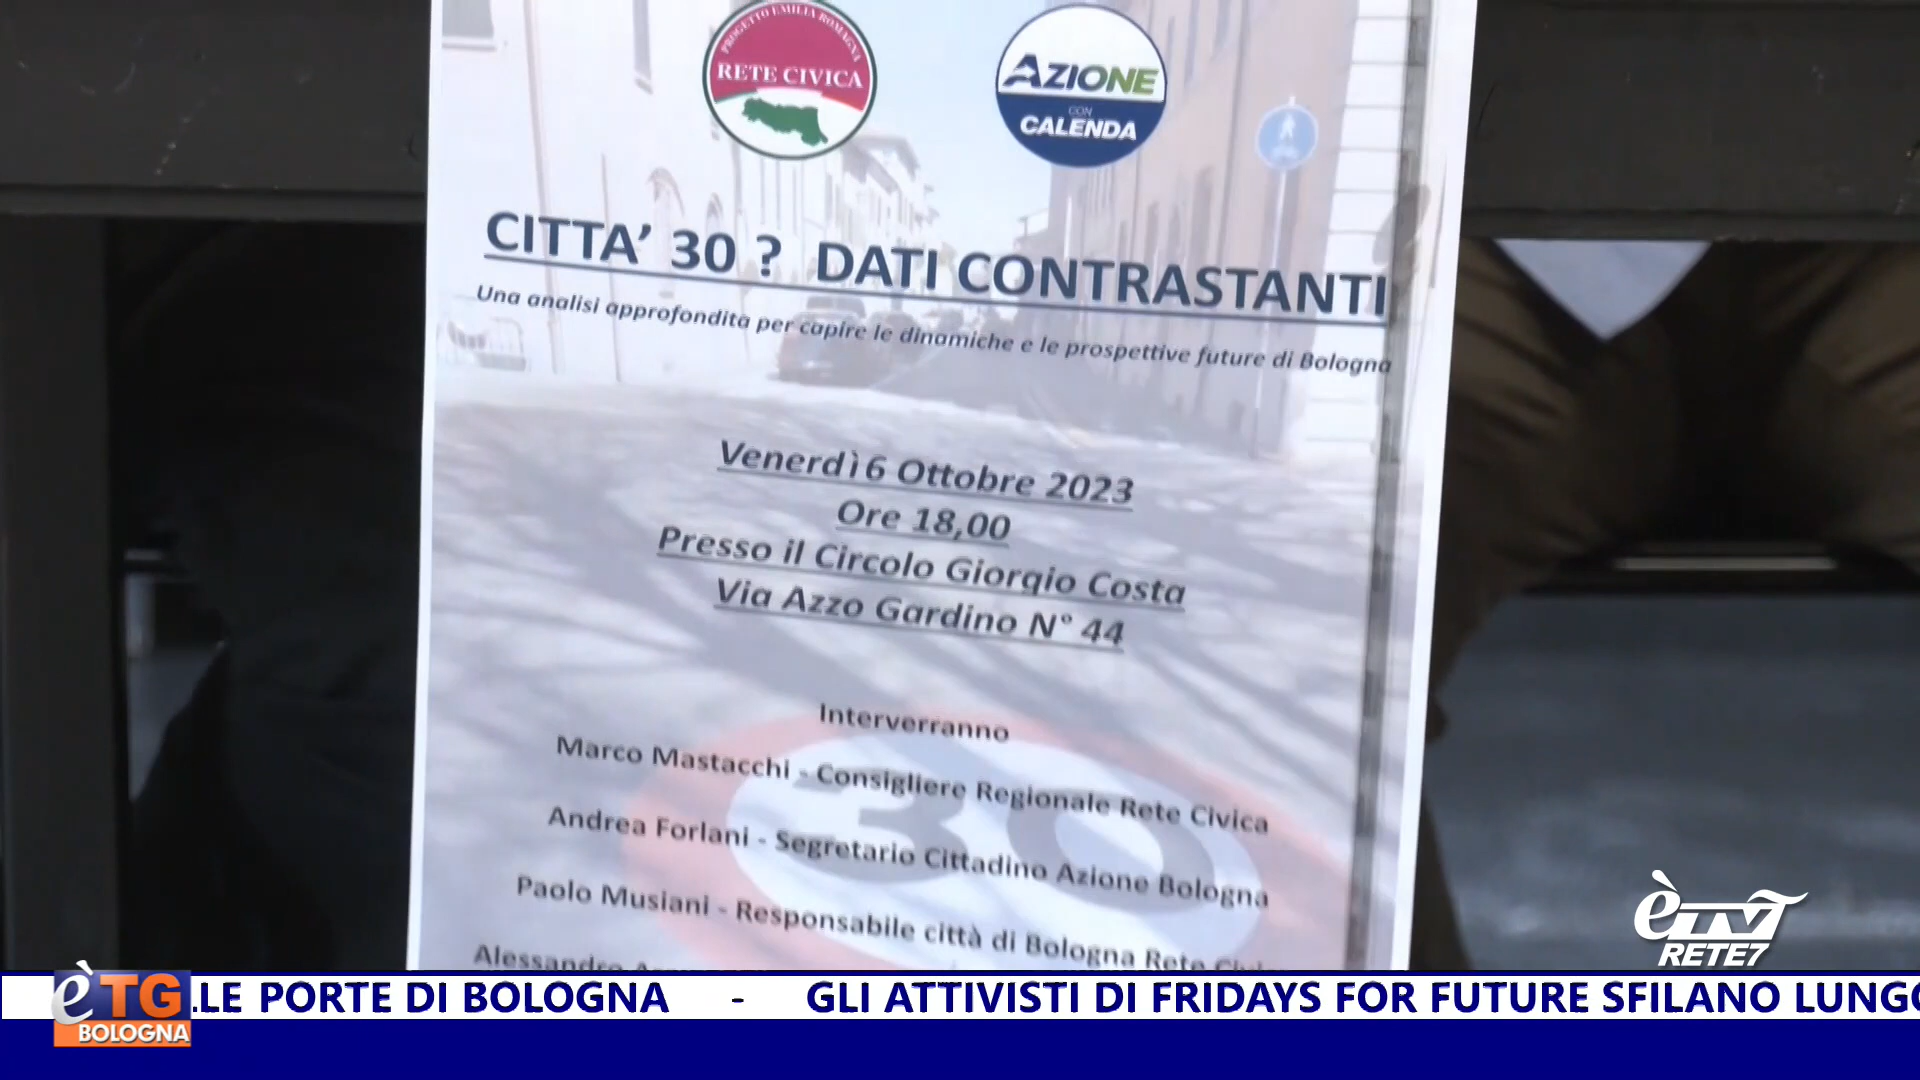 PROGETTO EMILIA ROMAGNA
RETE CIVICA
AZIONE
CON
CALENDA
CITTA' 30 ? DATI CONTRASTANTI
Una analisi approfondita per capire le dinamiche e le prospettive future di Bologna
Venerdì 6 Ottobre 2023
Ore 18,00
Presso il Circolo Giorgio Costa
Via Azzo Gardino N° 44
Interverranno
Marco Mastacchi - Consigliere Regionale Rete Civica
Andrea Forlani - Segretario Cittadino Azione Bologna
Paolo Musiani - Responsabile città di Bologna Rete Civica
Alessandro
30
èTV
RETE7
èTG
BOLOGNA
LE PORTE DI BOLOGNA - GLI ATTIVISTI DI FRIDAYS FOR FUTURE SFILANO LUNGO